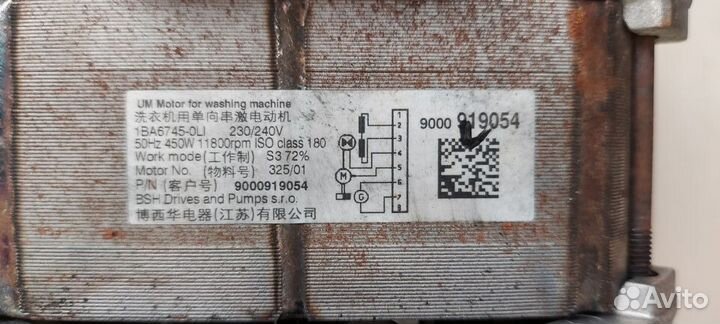 UM Motor for washing machine
洗衣机用单向串激电动机
1BA6745-0LI 230/240V
50Hz 450W 11800rpm ISO class 180
Work mode (工作制) S3 72%
Motor No. (物料号) 325/01
P/N (客户号) 9000919054
BSH Drives and Pumps s.r.o.
博西华电器(江苏)有限公司
1
2
3
4
5
6
7
8
M
G
9000 919054
Avito